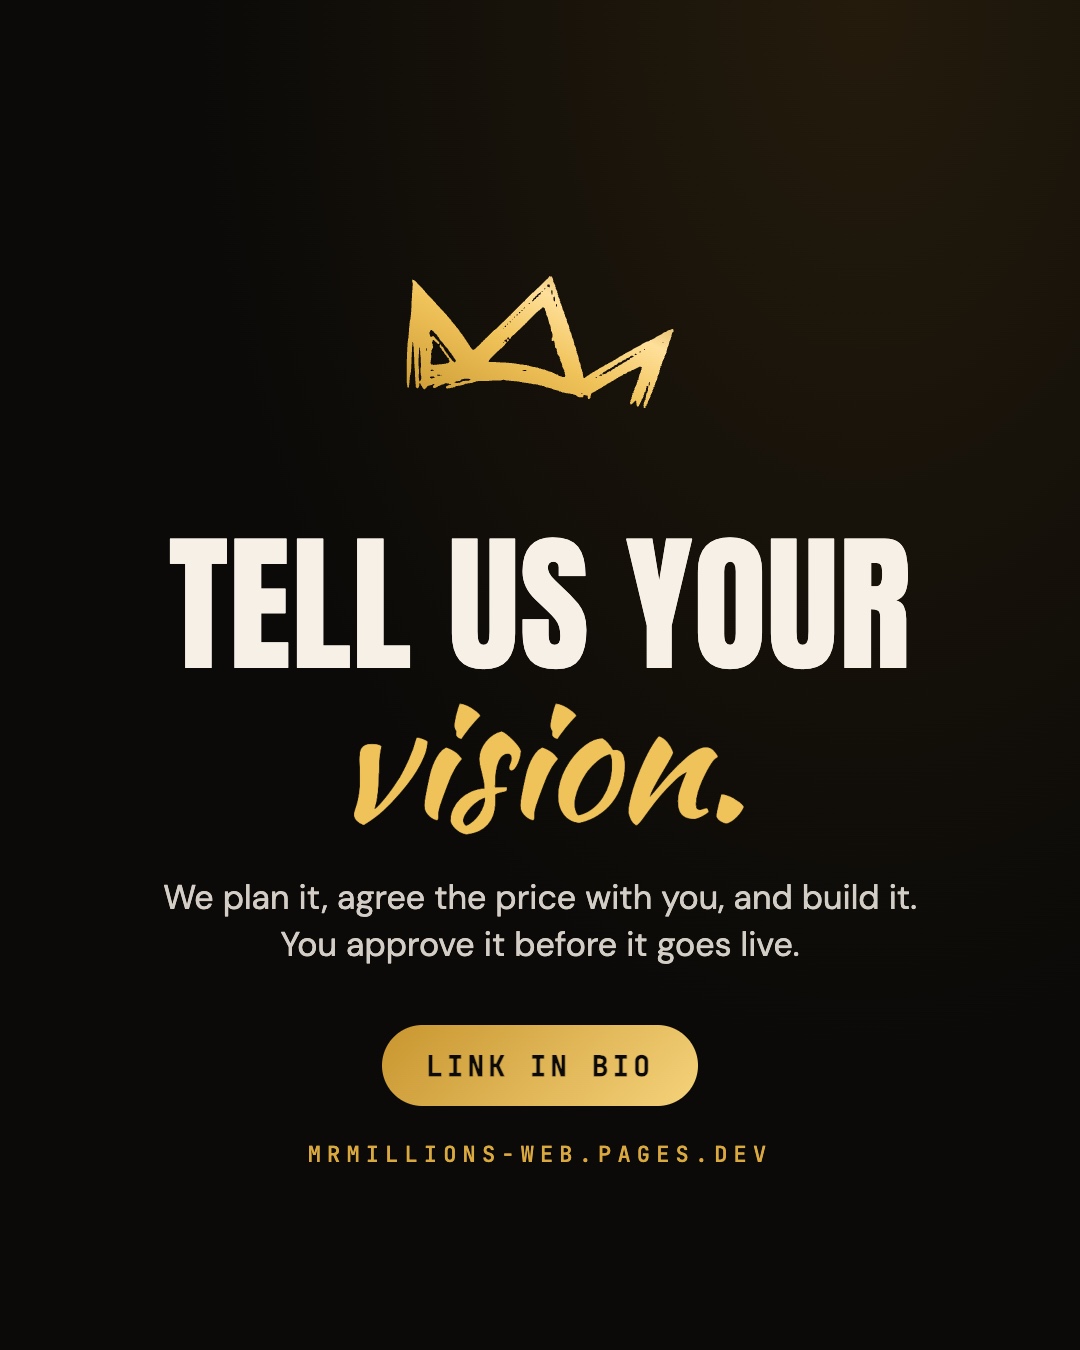 TELL US YOUR
vision.
We plan it, agree the price with you, and build it.
You approve it before it goes live.
LINK IN BIO
MRMILLIONS-WEB.PAGES.DEV